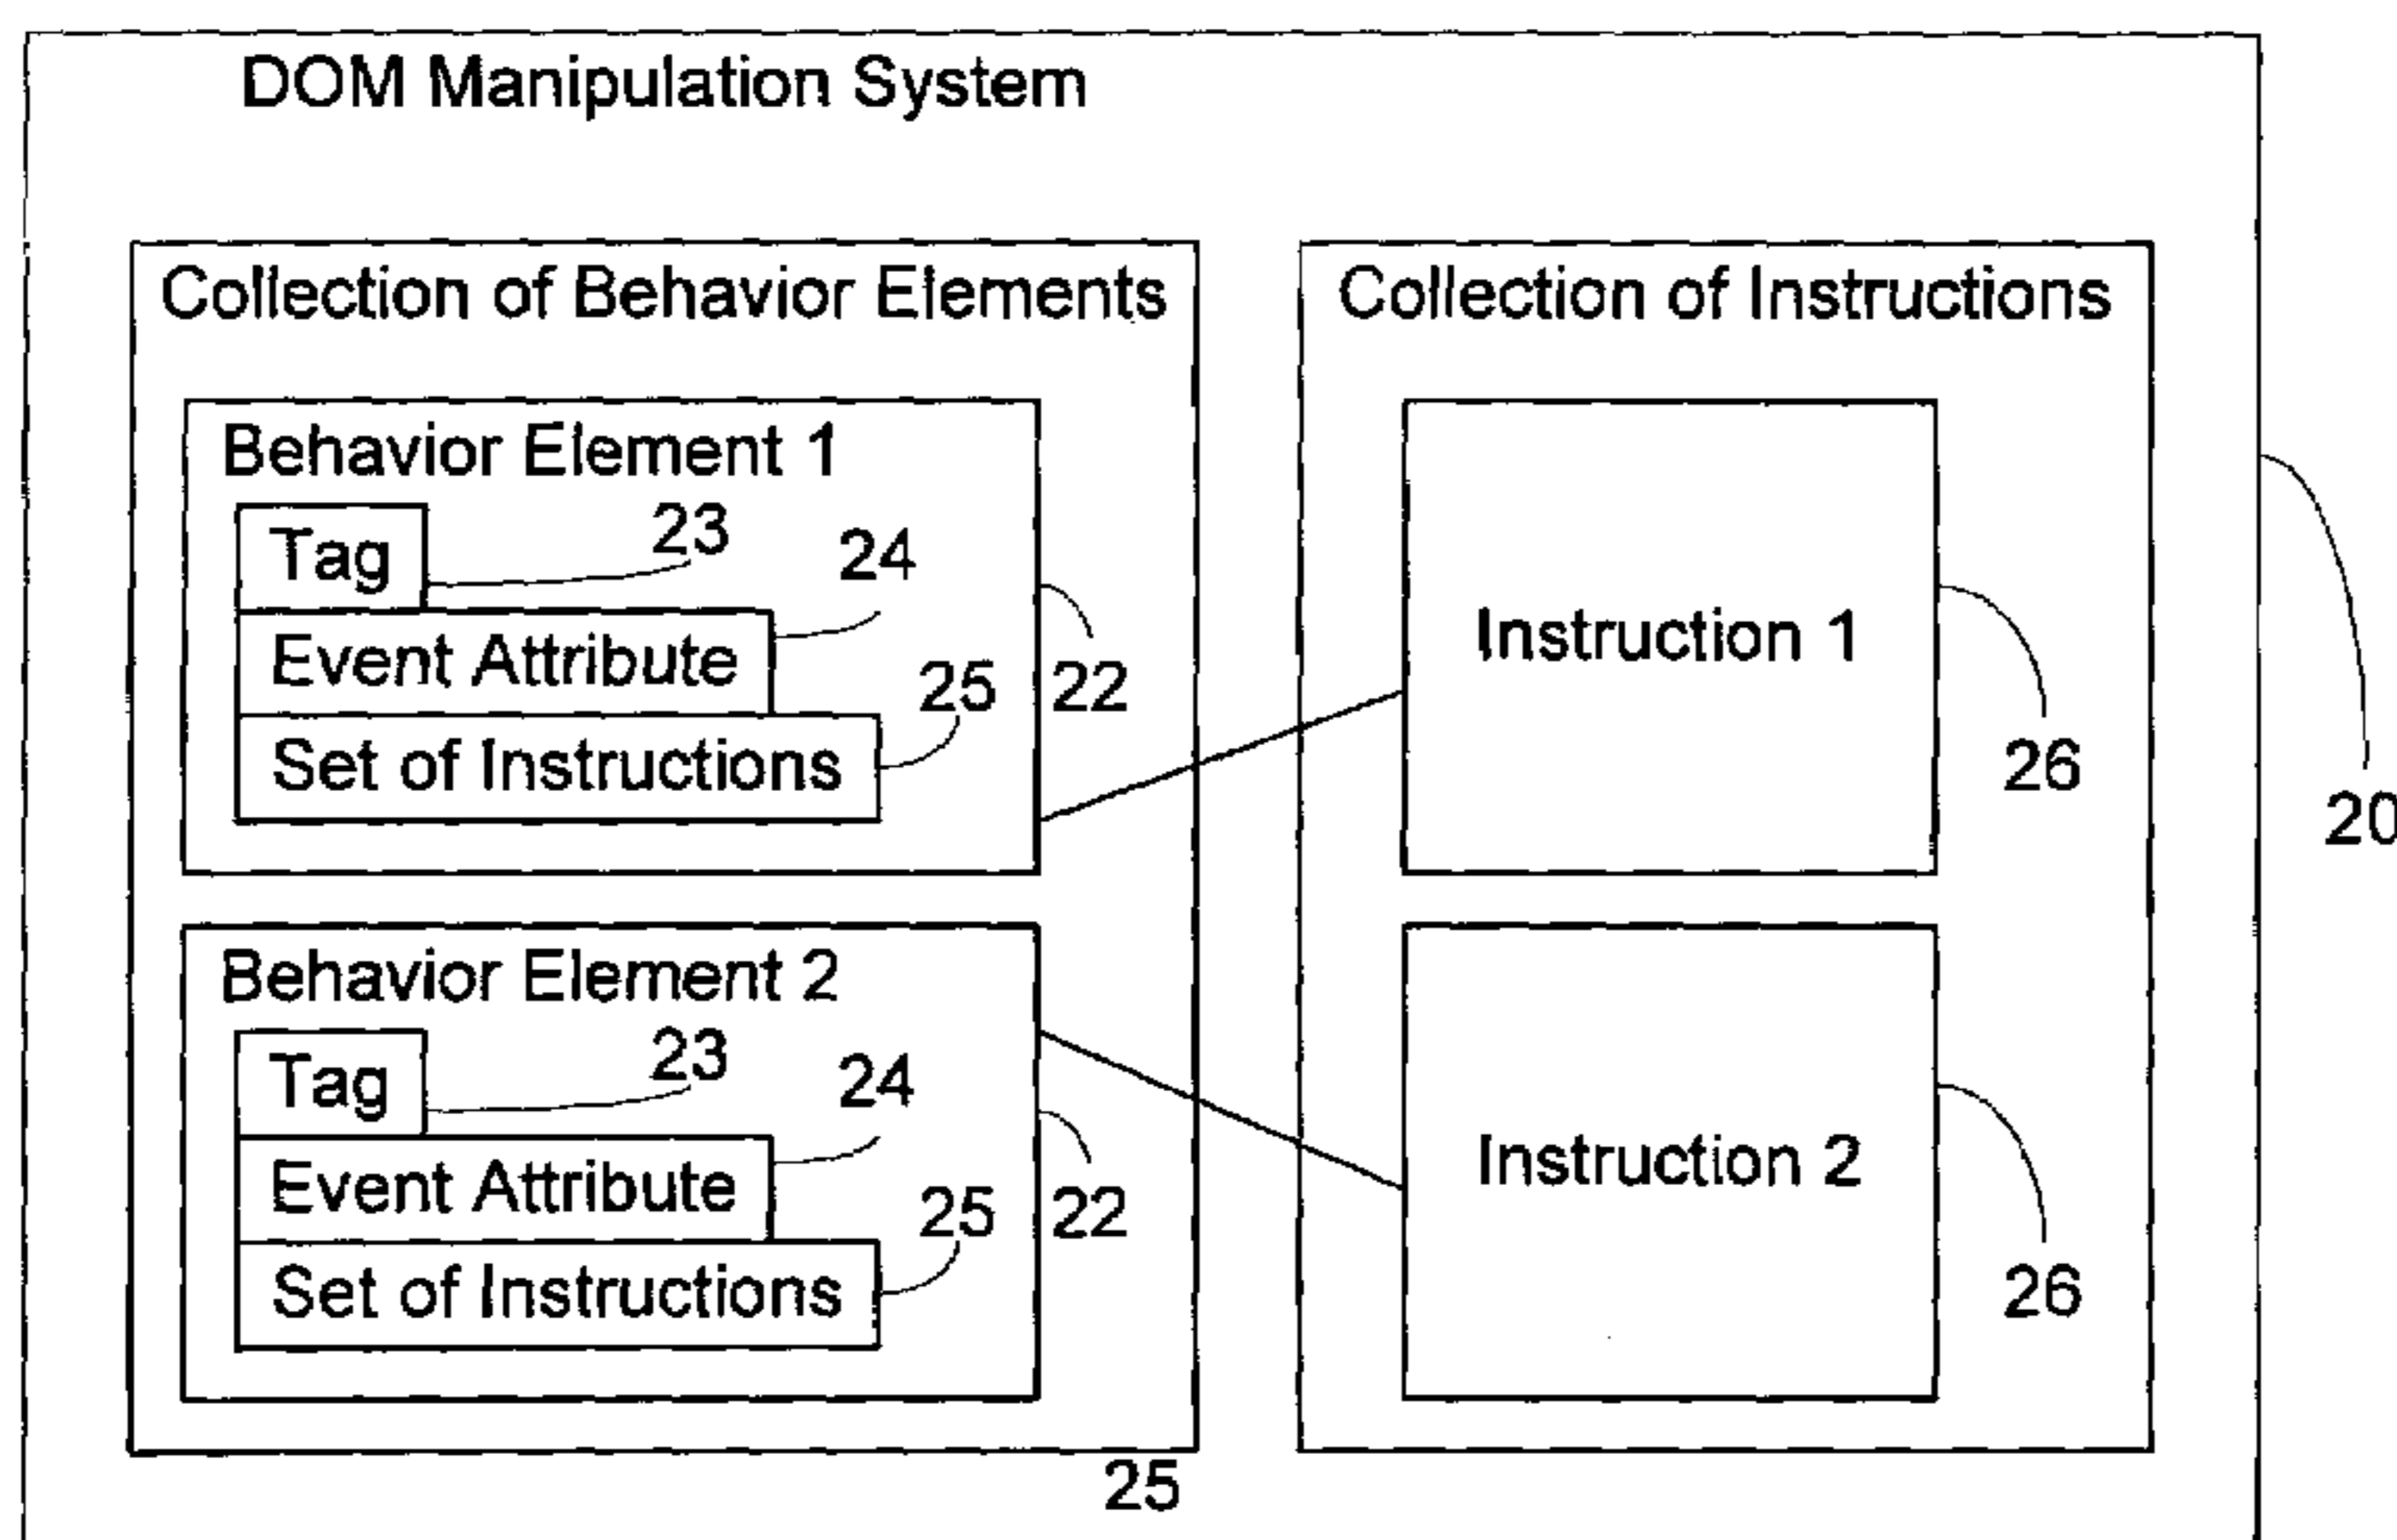 DOM Manipulation System
Collection of Behavior Elements
Behavior Element 1
Tag
23
Event Attribute
24
Set of Instructions
25
22
Behavior Element 2
Tag
23
Event Attribute
24
Set of Instructions
25
22
25
Collection of Instructions
Instruction 1
26
Instruction 2
26
20